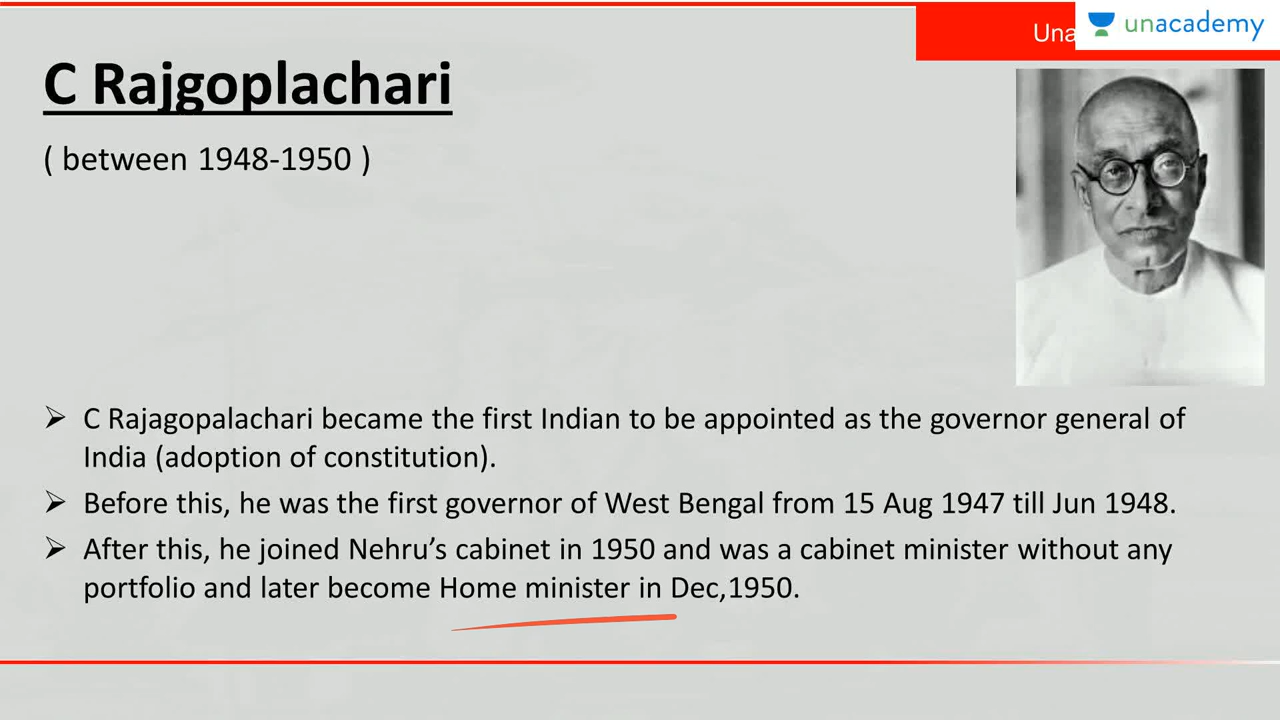 Una
unacademy
C Rajgoplachari
( between 1948-1950 )
➢ C Rajagopalachari became the first Indian to be appointed as the governor general of
India (adoption of constitution).
➢ Before this, he was the first governor of West Bengal from 15 Aug 1947 till Jun 1948.
➢ After this, he joined Nehru’s cabinet in 1950 and was a cabinet minister without any
portfolio and later become Home minister in Dec,1950.